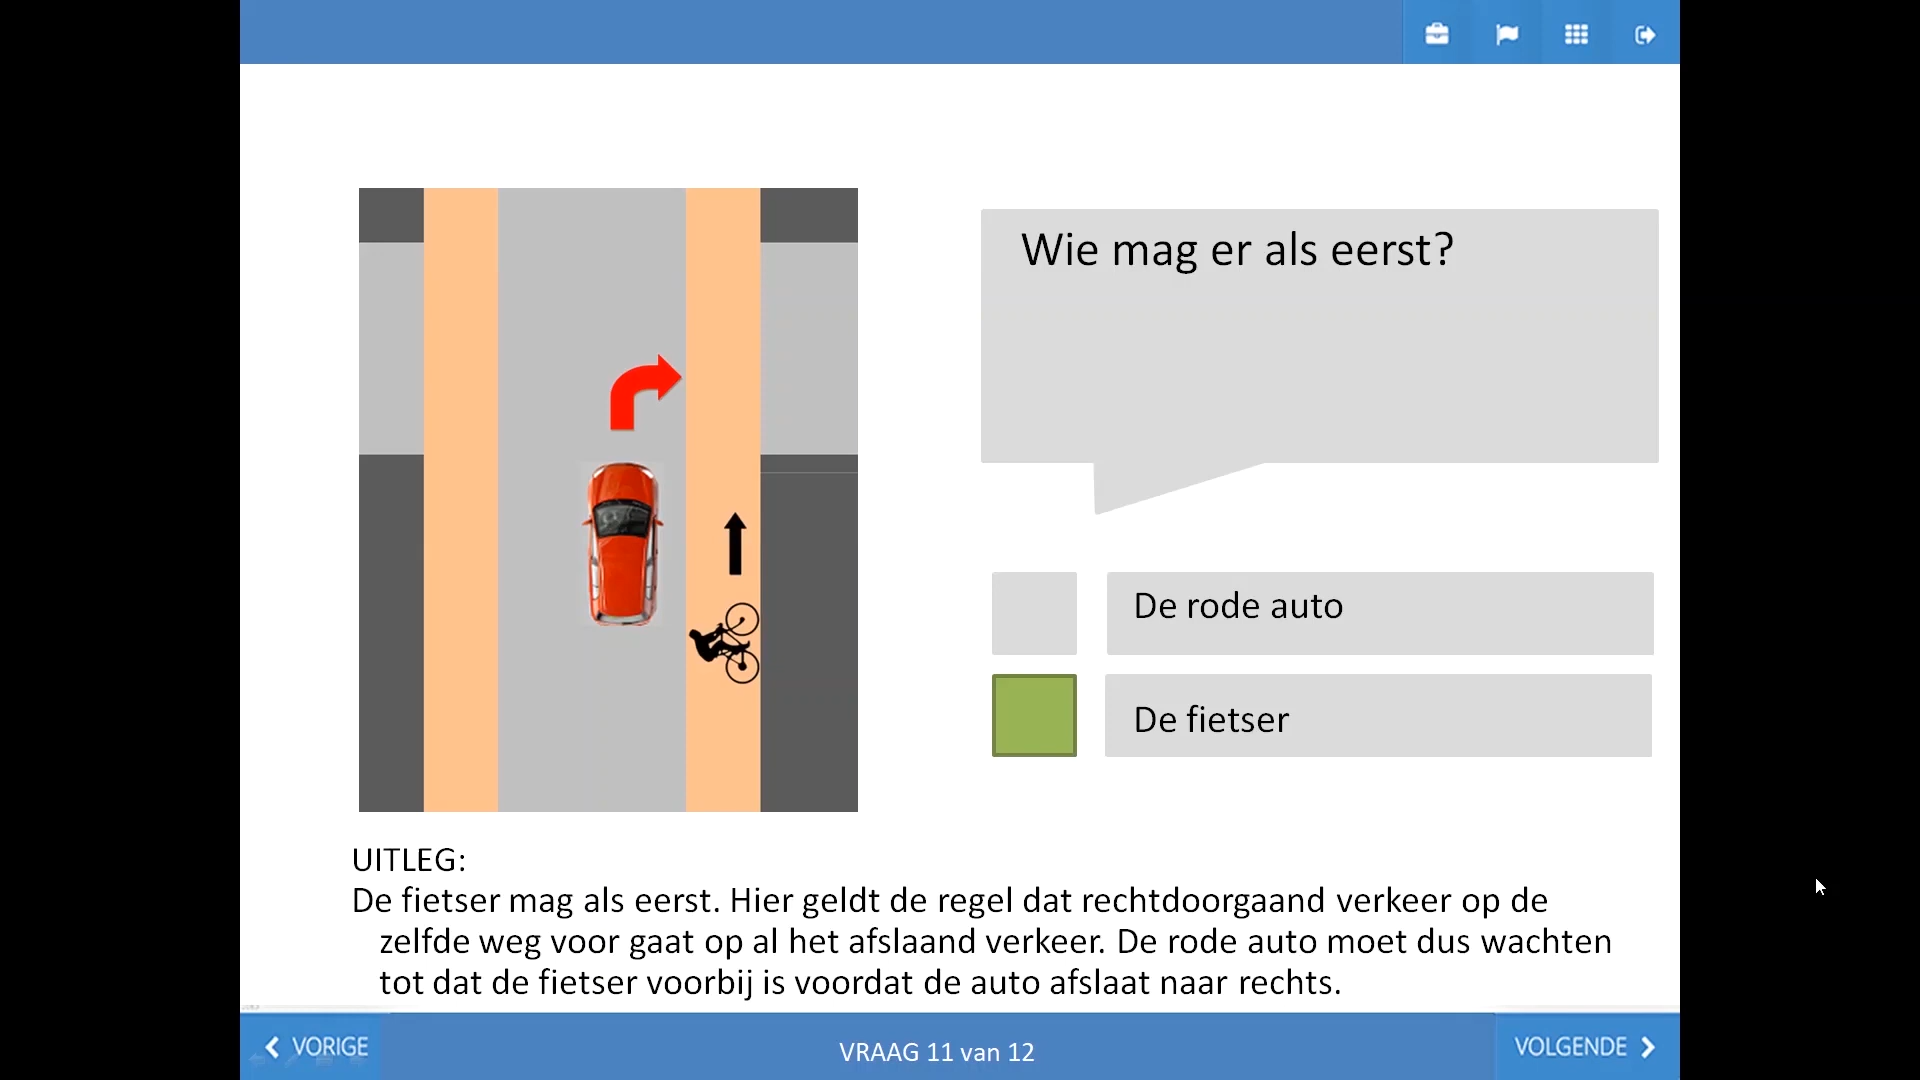 Wie mag er als eerst?
De rode auto
De fietser
UITLEG:
De fietser mag als eerst. Hier geldt de regel dat rechtdoorgaand verkeer op de
zelfde weg voor gaat op al het afslaand verkeer. De rode auto moet dus wachten
tot dat de fietser voorbij is voordat de auto afslaat naar rechts.
VORIGE
VRAAG 11 van 12
VOLGENDE